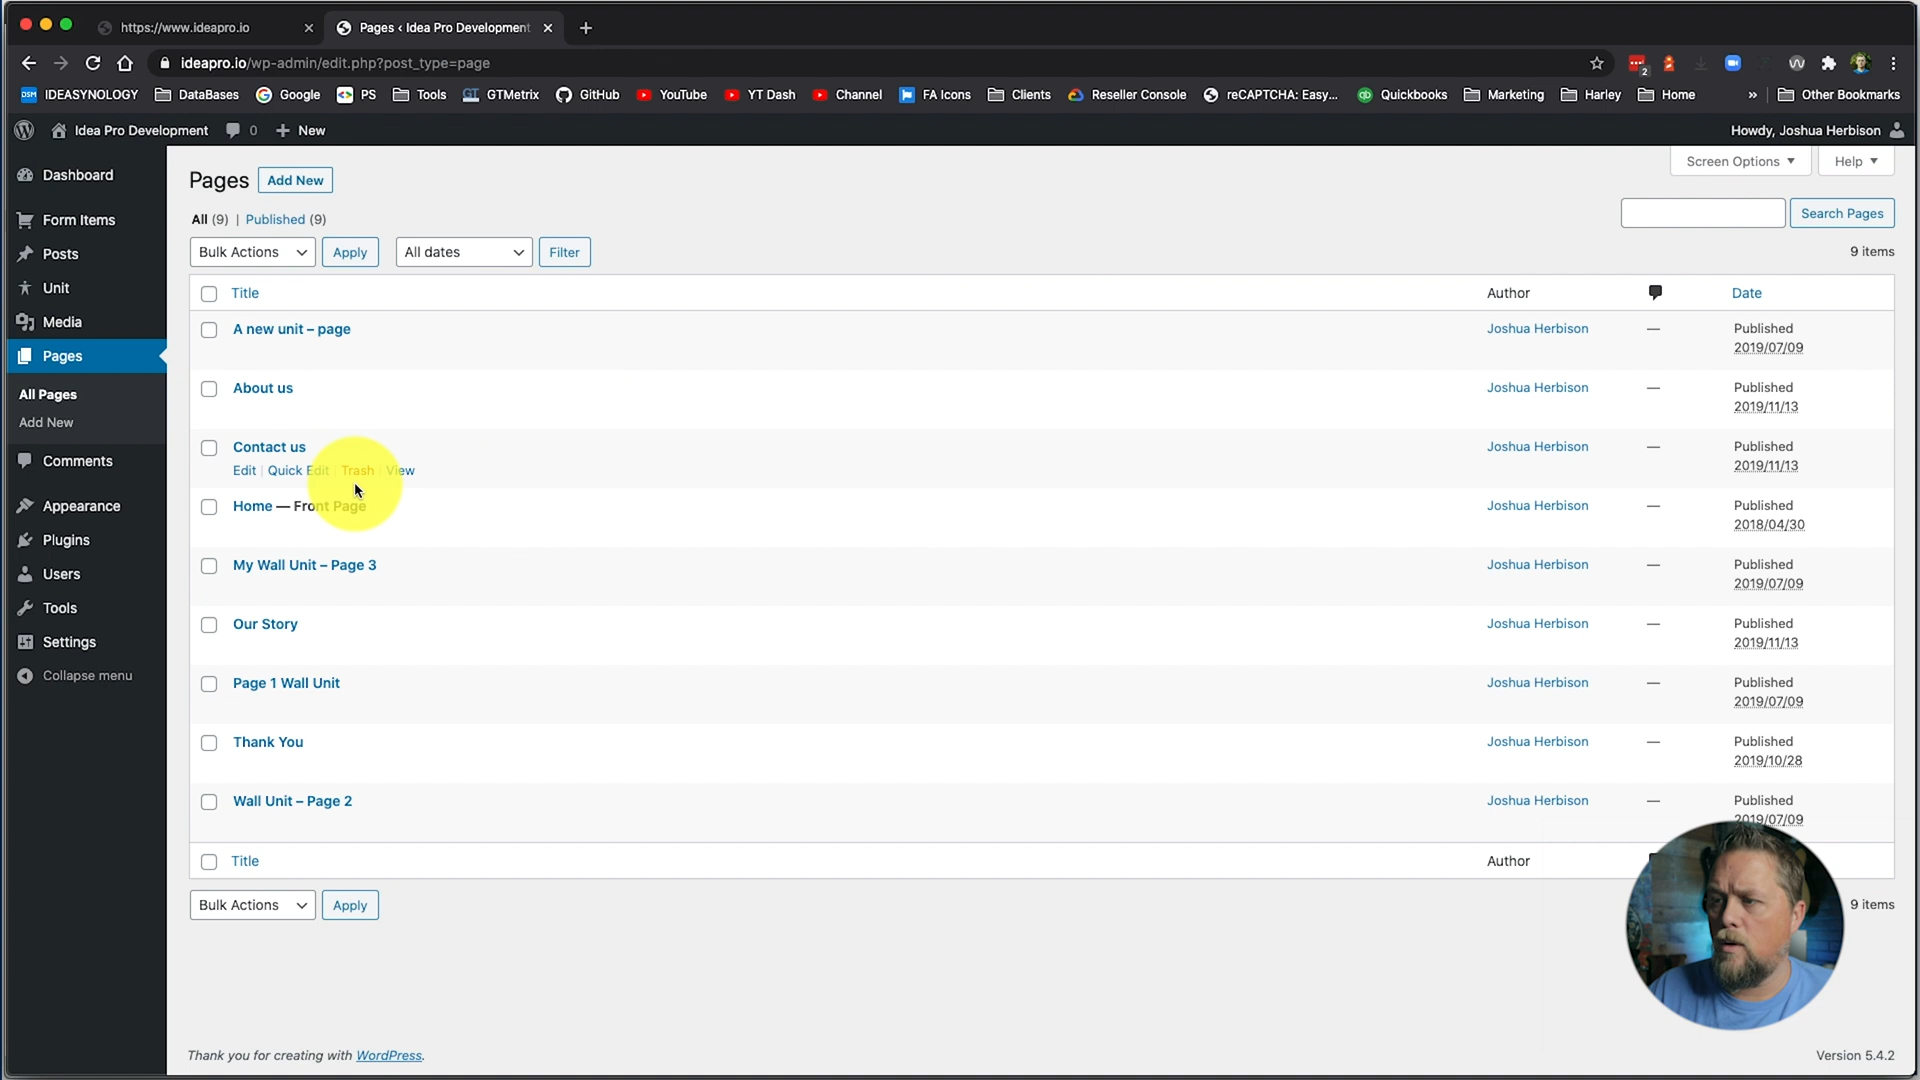 https://www.ideapro.io
Pages ‹ Idea Pro Development
ideapro.io/wp-admin/edit.php?post_type=page
2
DSM IDEASYNOLOGY DataBases Google PS Tools GTMetrix GitHub YouTube YT Dash Channel FA Icons Clients Reseller Console reCAPTCHA: Easy... Quickbooks Marketing Harley Home » Other Bookmarks
Idea Pro Development 0 + New Howdy, Joshua Herbison
Screen Options Help
Dashboard
Form Items
Posts
Unit
Media
Pages
All Pages
Add New
Comments
Appearance
Plugins
Users
Tools
Settings
Collapse menu
Pages Add New
All (9) | Published (9)
Search Pages
Bulk Actions Apply All dates Filter 9 items
Title Author Date
A new unit – page Joshua Herbison — Published
2019/07/09
About us Joshua Herbison — Published
2019/11/13
Contact us Joshua Herbison — Published
Edit | Quick Edit | Trash | View 2019/11/13
Home — Front Page Joshua Herbison — Published
2018/04/30
My Wall Unit – Page 3 Joshua Herbison — Published
2019/07/09
Our Story Joshua Herbison — Published
2019/11/13
Page 1 Wall Unit Joshua Herbison — Published
2019/07/09
Thank You Joshua Herbison — Published
2019/10/28
Wall Unit – Page 2 Joshua Herbison — Published
2019/07/09
Title Author
Bulk Actions Apply 9 items
Thank you for creating with WordPress. Version 5.4.2